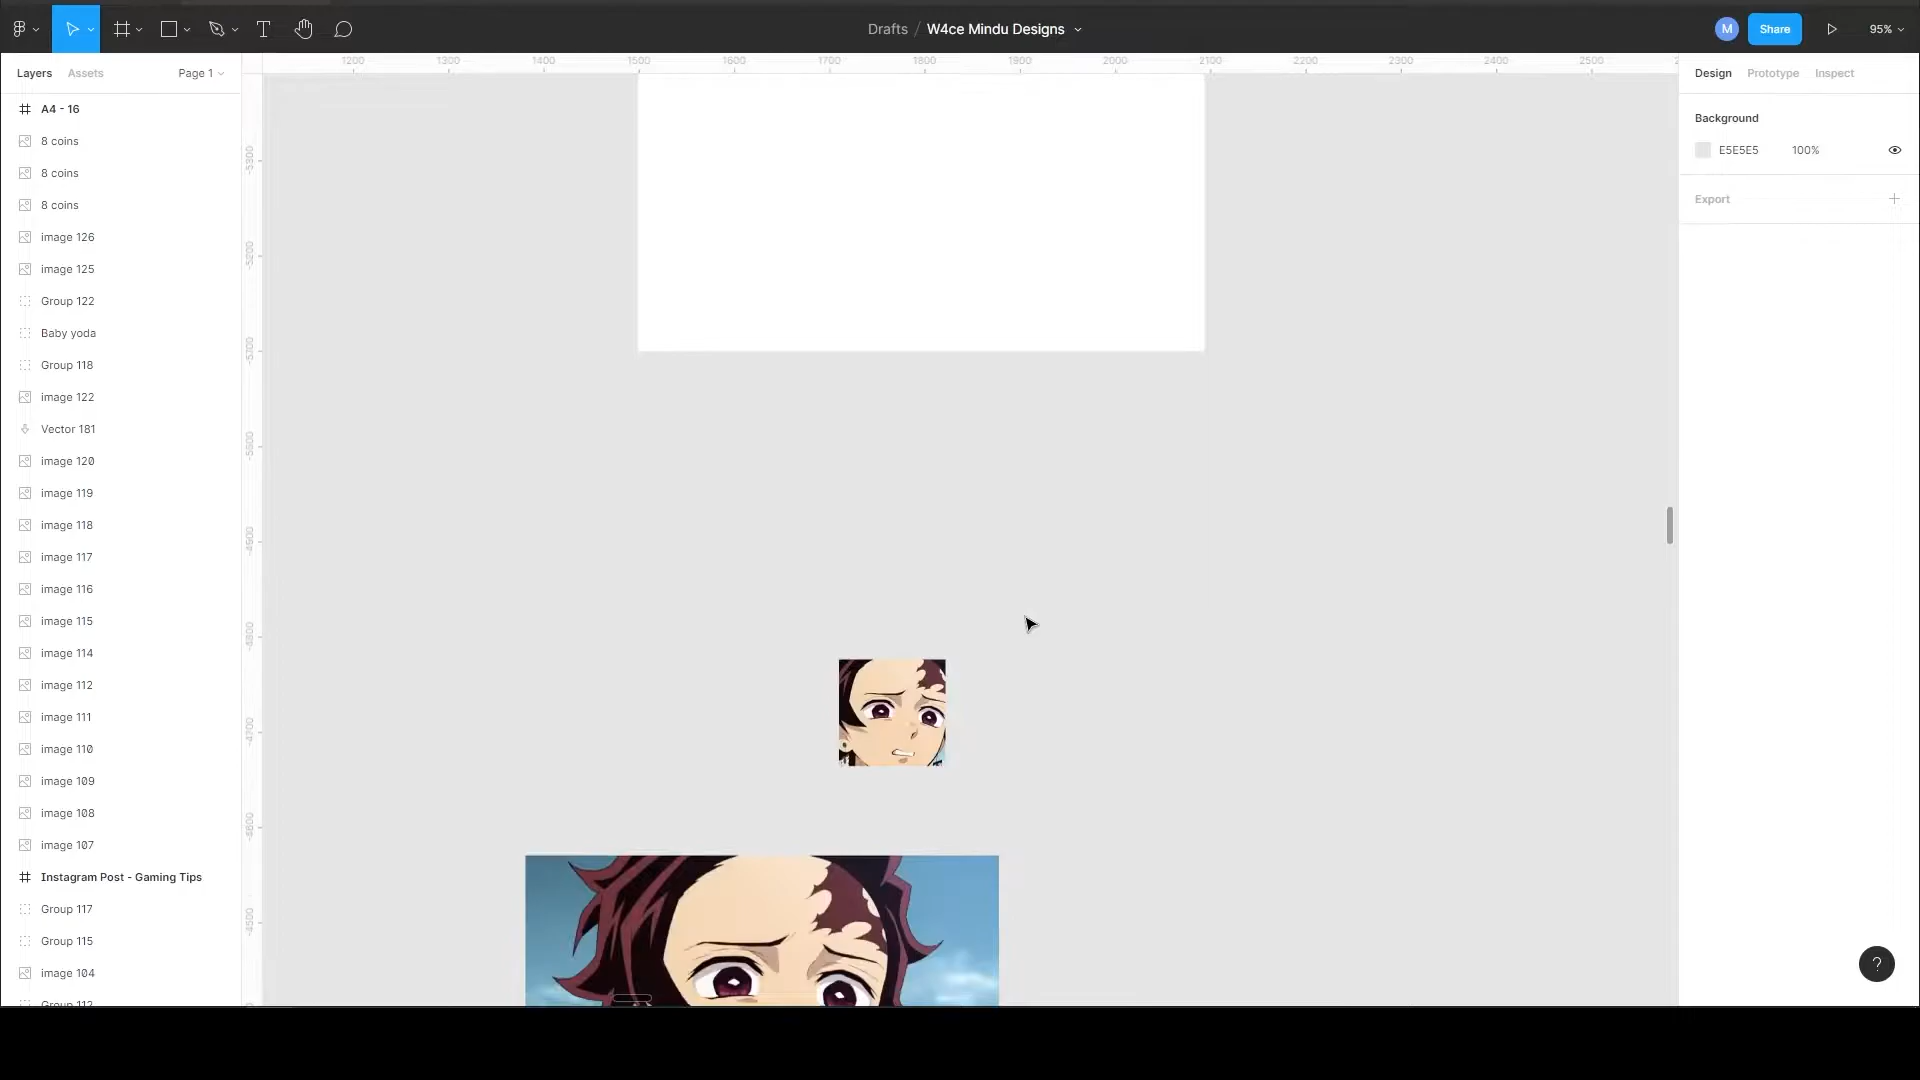 Drafts / W4ce Mindu Designs
M
Share
95%
Layers
Assets
Page 1
1200 1300 1400 1500 1600 1700 1800 1900 2000 2100 2200 2300 2400 2500
Design
Prototype
Inspect
A4 - 16
8 coins
8 coins
8 coins
image 126
image 125
Group 122
Baby yoda
Group 118
image 122
Vector 181
image 120
image 119
image 118
image 117
image 116
image 115
image 114
image 112
image 111
image 110
image 109
image 108
image 107
Instagram Post - Gaming Tips
Group 117
Group 115
image 104
Group 112
Background
E5E5E5 100%
Export
?